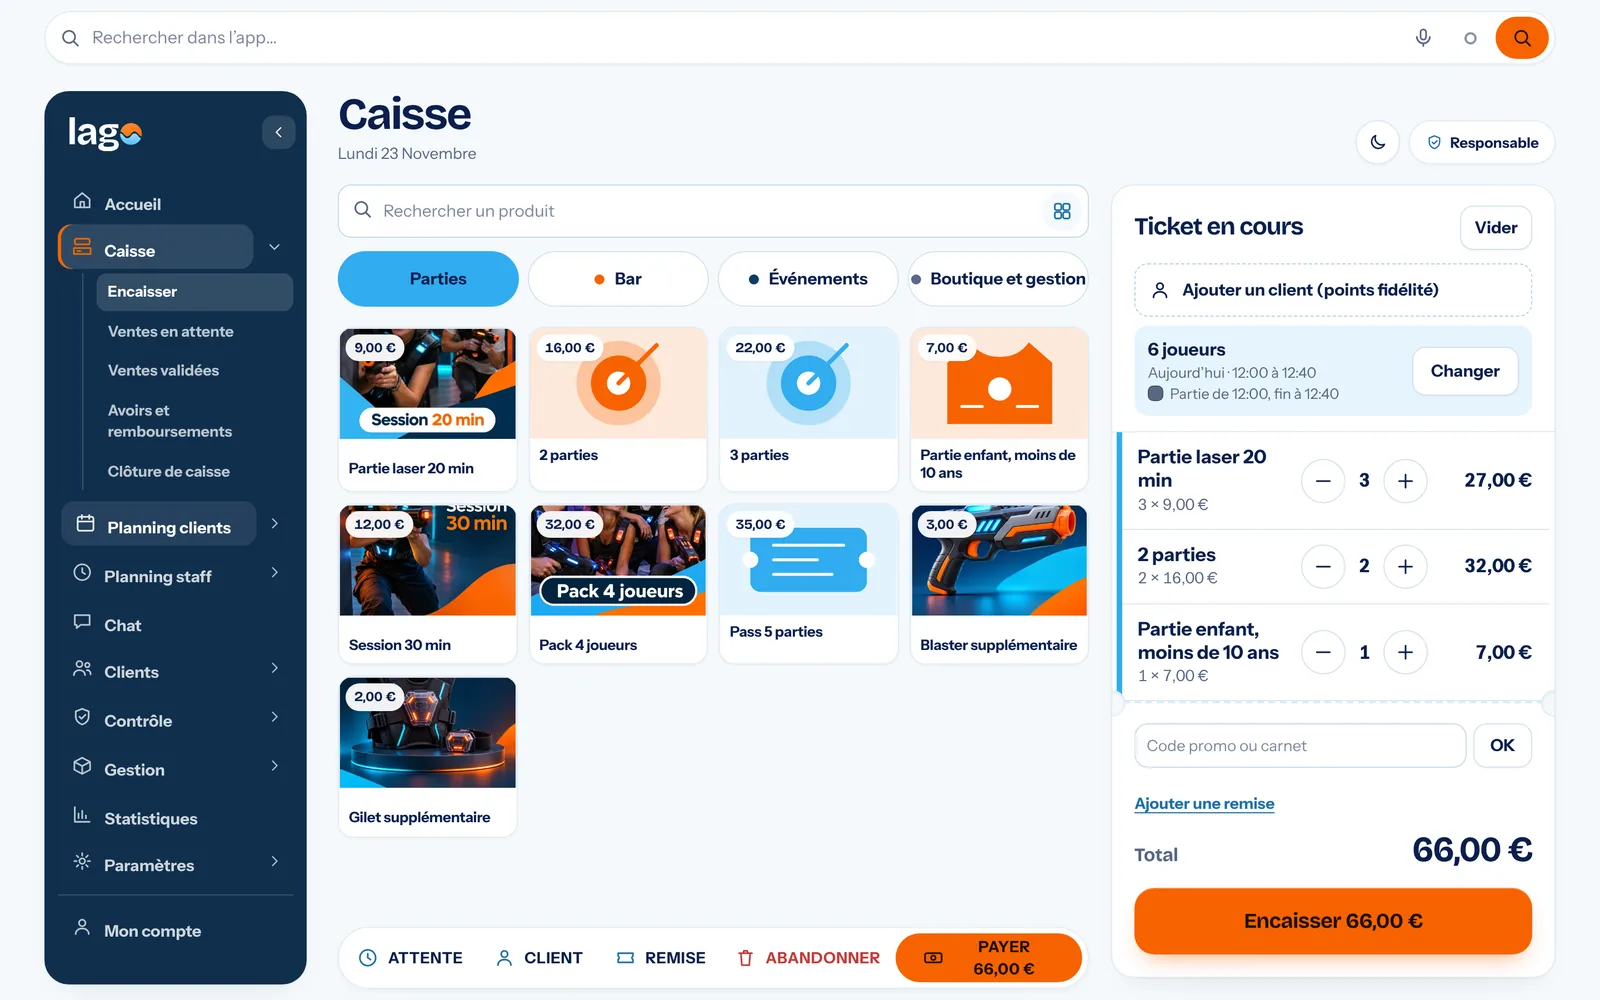 Rechercher dans l’app...
lago
Accueil
Caisse
Encaisser
Ventes en attente
Ventes validées
Avoirs et
remboursements
Clôture de caisse
Planning clients
Planning staff
Chat
Clients
Contrôle
Gestion
Statistiques
Paramètres
Mon compte
Caisse
Lundi 23 Novembre
Responsable
Rechercher un produit
Parties
Bar
Événements
Boutique et gestion
9,00 €
Session 20 min
Partie laser 20 min
16,00 €
2 parties
22,00 €
3 parties
7,00 €
Partie enfant, moins de
10 ans
12,00 €
Session
30 min
Session 30 min
32,00 €
Pack 4 joueurs
Pack 4 joueurs
35,00 €
Pass 5 parties
3,00 €
Blaster supplémentaire
2,00 €
Gilet supplémentaire
ATTENTE
CLIENT
REMISE
ABANDONNER
PAYER
66,00 €
Ticket en cours
Vider
Ajouter un client (points fidélité)
6 joueurs
Aujourd’hui · 12:00 à 12:40
Partie de 12:00, fin à 12:40
Changer
Partie laser 20
min
3 × 9,00 €
3
27,00 €
2 parties
2 × 16,00 €
2
32,00 €
Partie enfant,
moins de 10 ans
1 × 7,00 €
1
7,00 €
Code promo ou carnet
OK
Ajouter une remise
Total
66,00 €
Encaisser 66,00 €